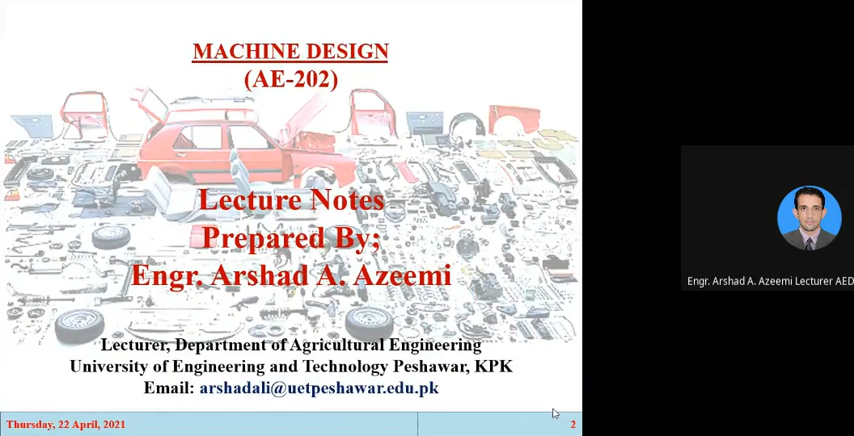 MACHINE DESIGN
(AE-202)
Lecture Notes
Prepared By;
Engr. Arshad A. Azeemi
Lecturer, Department of Agricultural Engineering
University of Engineering and Technology Peshawar, KPK
Email: arshadali@uetpeshawar.edu.pk
Thursday, 22 April, 2021
2
Engr. Arshad A. Azeemi Lecturer AED